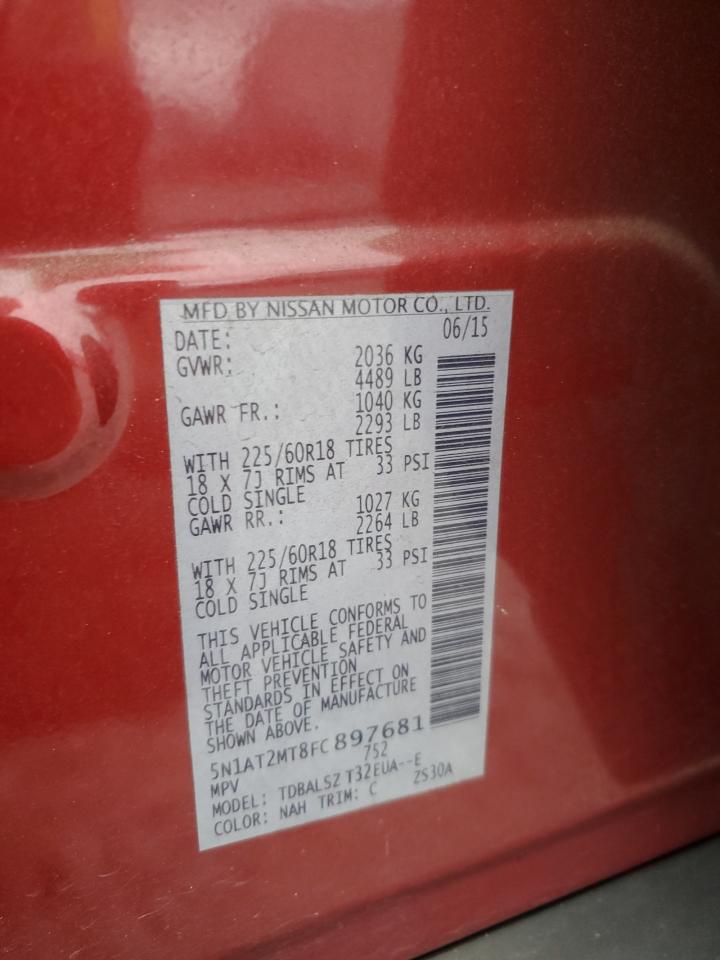 MFD BY NISSAN MOTOR CO., LTD.
DATE: 06/15
GVWR: 2036 KG
4489 LB
GAWR FR.: 1040 KG
2293 LB
WITH 225/60R18 TIRES
18 X 7J RIMS AT 33 PSI
COLD SINGLE
GAWR RR.: 1027 KG
2264 LB
WITH 225/60R18 TIRES
18 X 7J RIMS AT 33 PSI
COLD SINGLE
THIS VEHICLE CONFORMS TO
ALL APPLICABLE FEDERAL
MOTOR VEHICLE SAFETY AND
THEFT PREVENTION
STANDARDS IN EFFECT ON
THE DATE OF MANUFACTURE
SHOWN ABOVE.
5N1AT2MT8FC897681
MPV 752
MODEL: TDBALSZ T32EUA--E
COLOR: NAH TRIM: C ZS30A